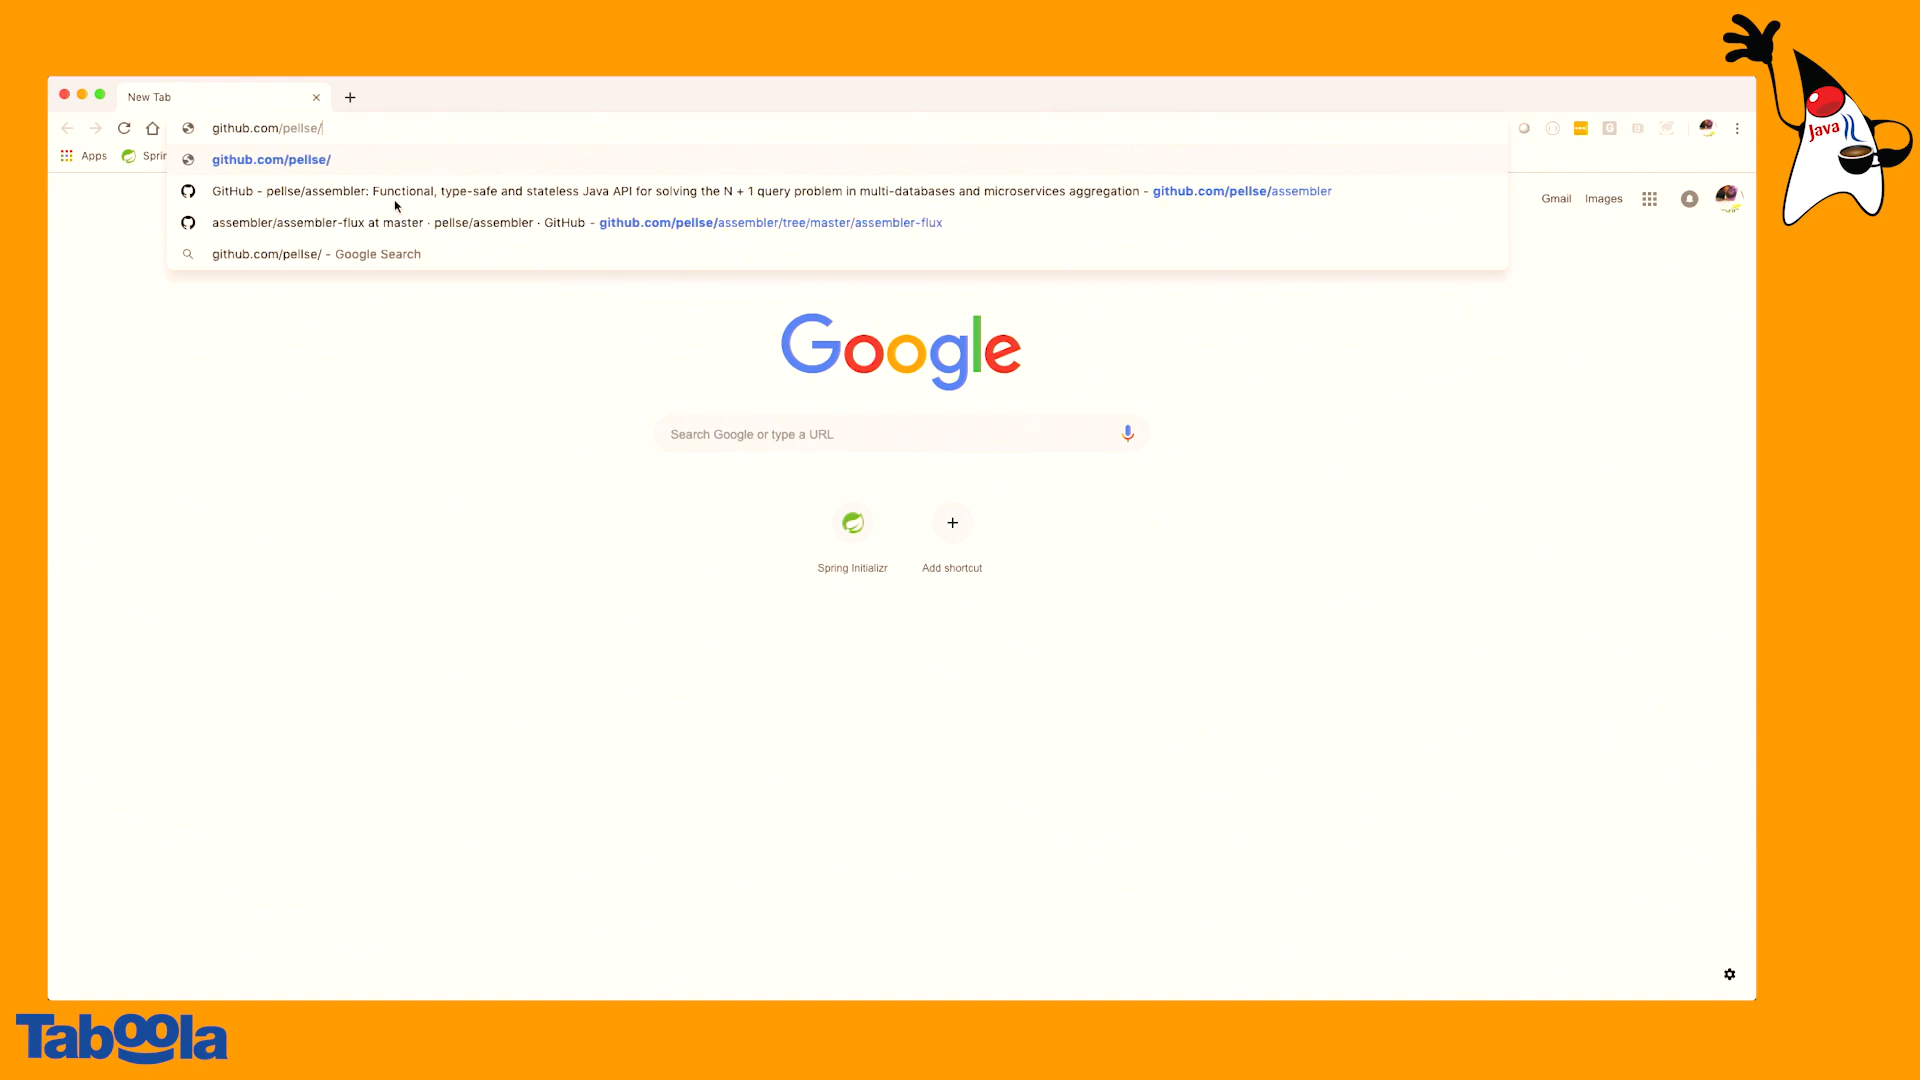 New Tab
github.com/pellse/
Apps
Sprin
github.com/pellse/
GitHub - pellse/assembler: Functional, type-safe and stateless Java API for solving the N + 1 query problem in multi-databases and microservices aggregation - github.com/pellse/assembler
assembler/assembler-flux at master · pellse/assembler · GitHub - github.com/pellse/assembler/tree/master/assembler-flux
github.com/pellse/ - Google Search
Gmail Images
Java
Google
Search Google or type a URL
Spring Initializr
Add shortcut
Taboola